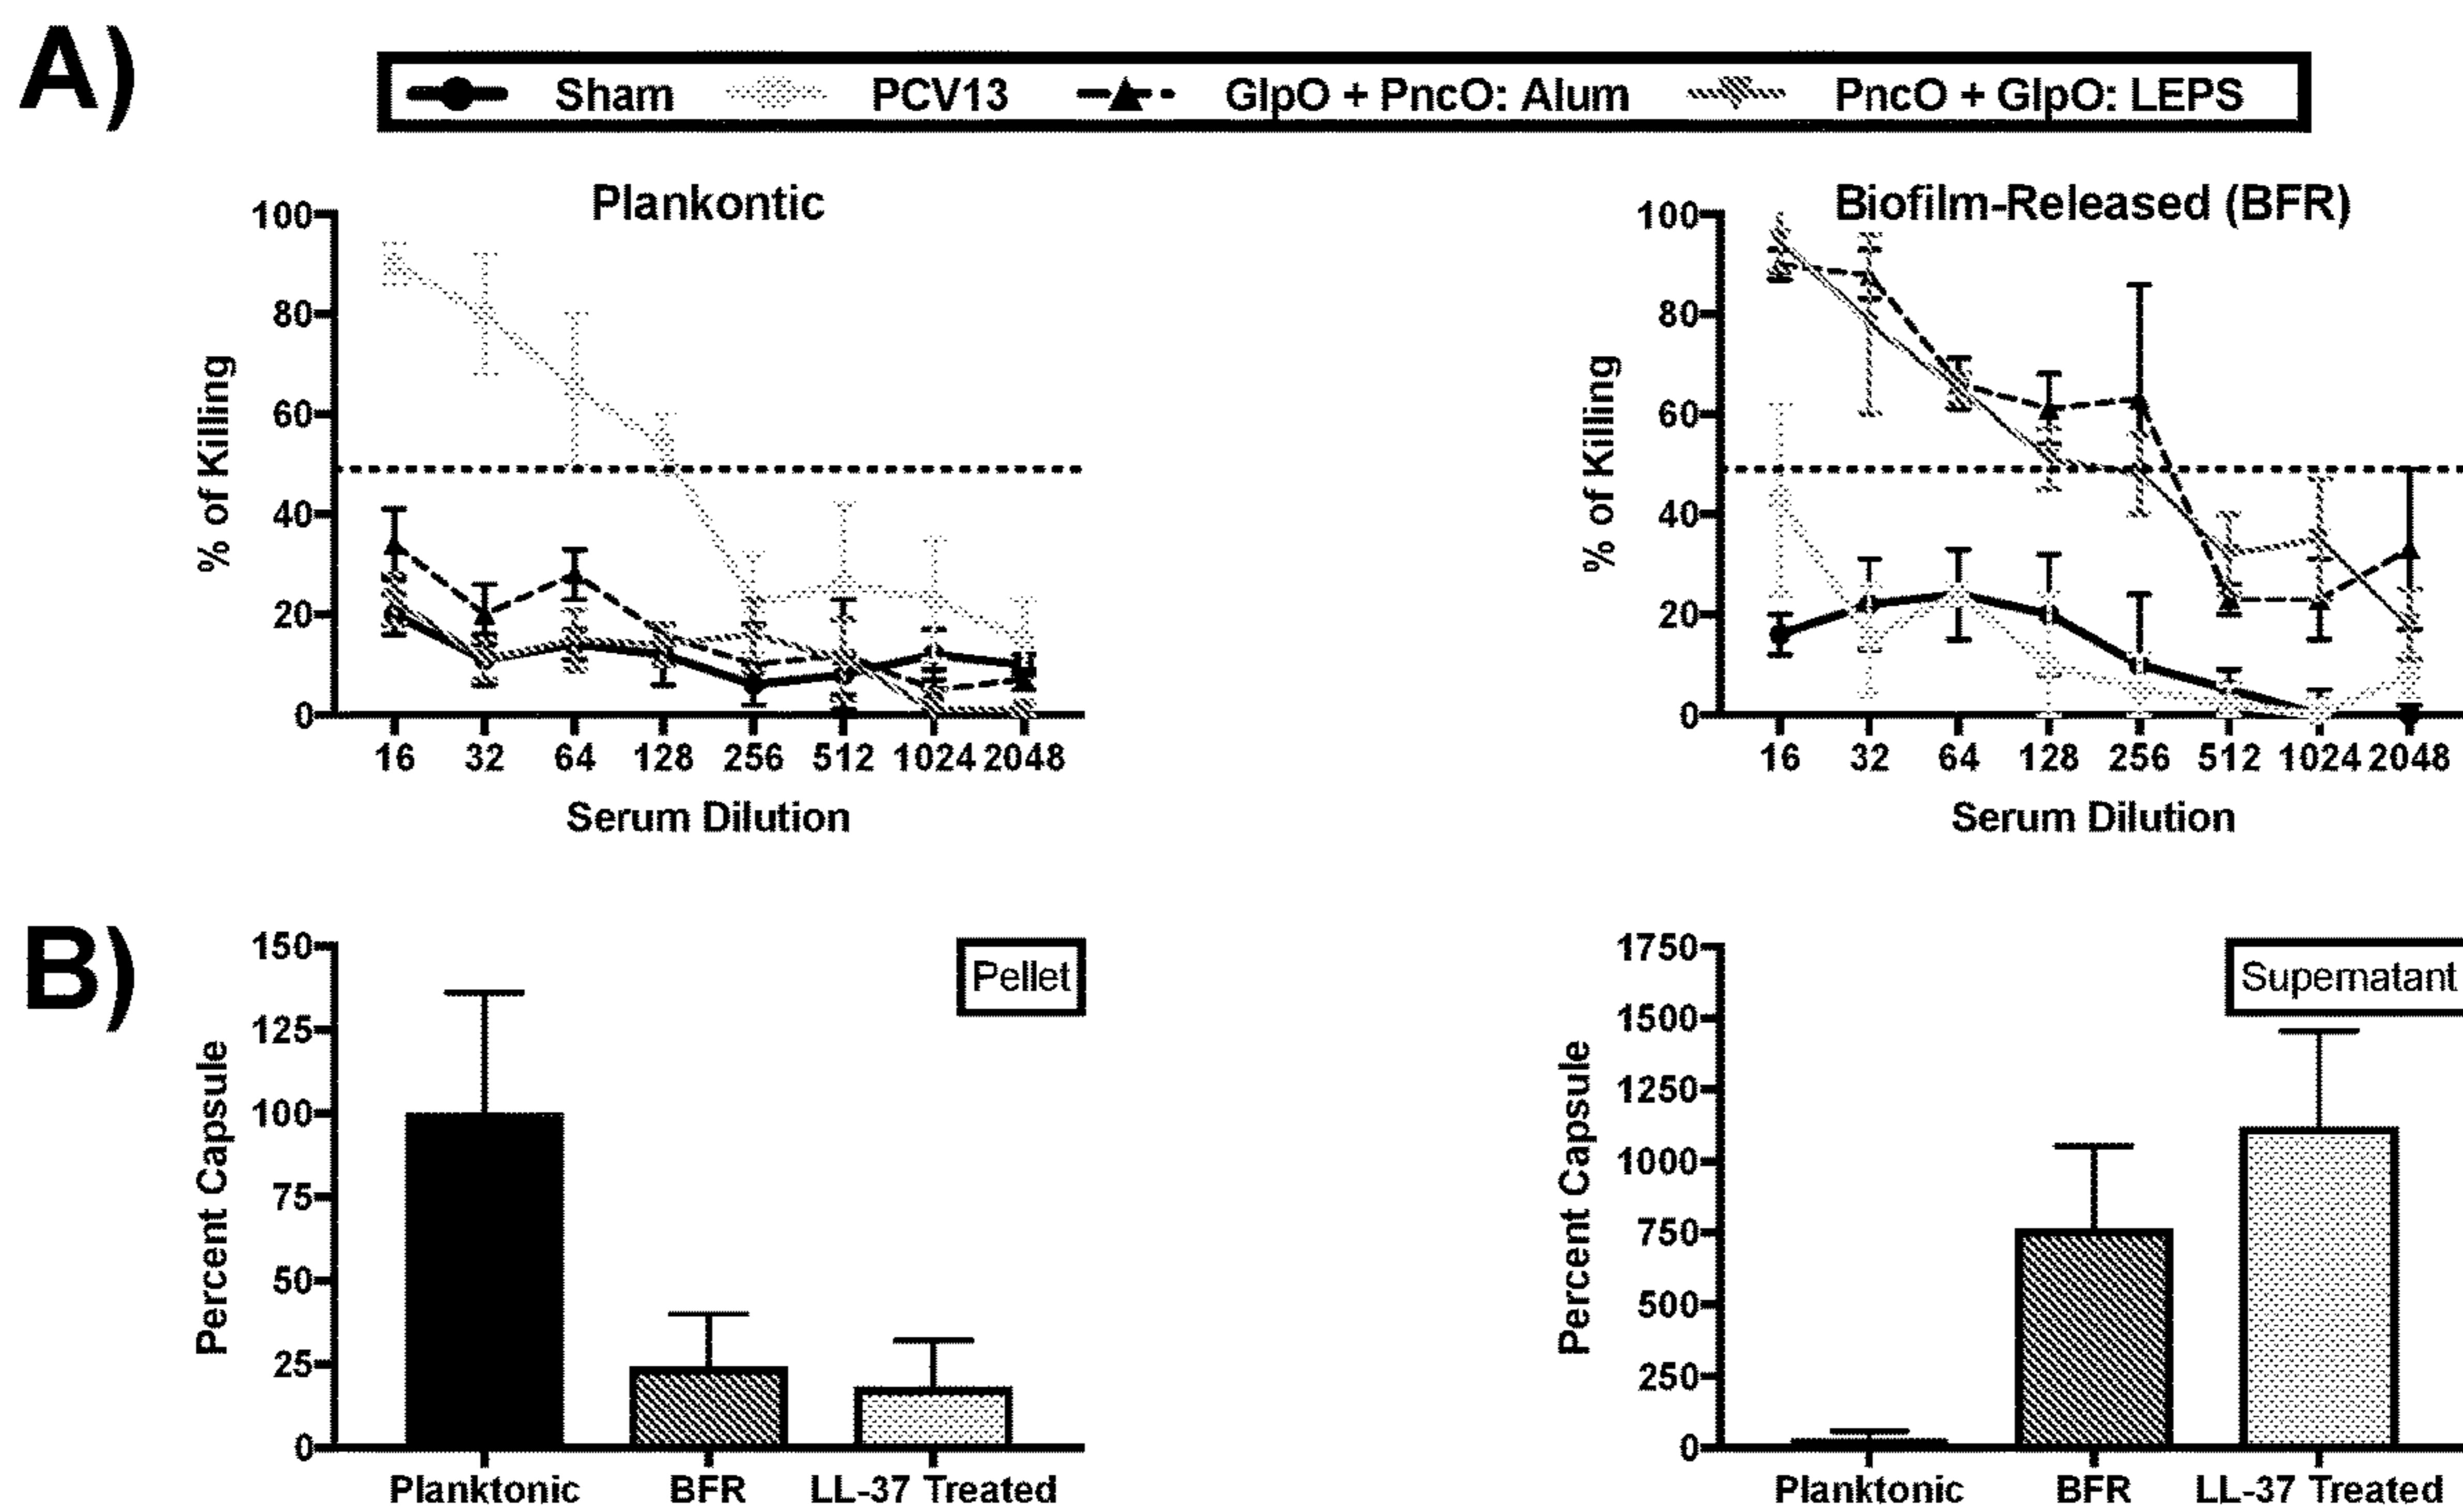 A)
Sham PCV13 GlpO + PncO: Alum PncO + GlpO: LEPS
Plankontic
100
80
60
40
20
0
% of Killing
16 32 64 128 256 512 1024 2048
Serum Dilution
Biofilm-Released (BFR)
100
80
60
40
20
0
% of Killing
16 32 64 128 256 512 1024 2048
Serum Dilution
B)
Pellet
150
125
100
75
50
25
0
Percent Capsule
Planktonic BFR LL-37 Treated
Supernatant
1750
1500
1250
1000
750
500
250
0
Percent Capsule
Planktonic BFR LL-37 Treated